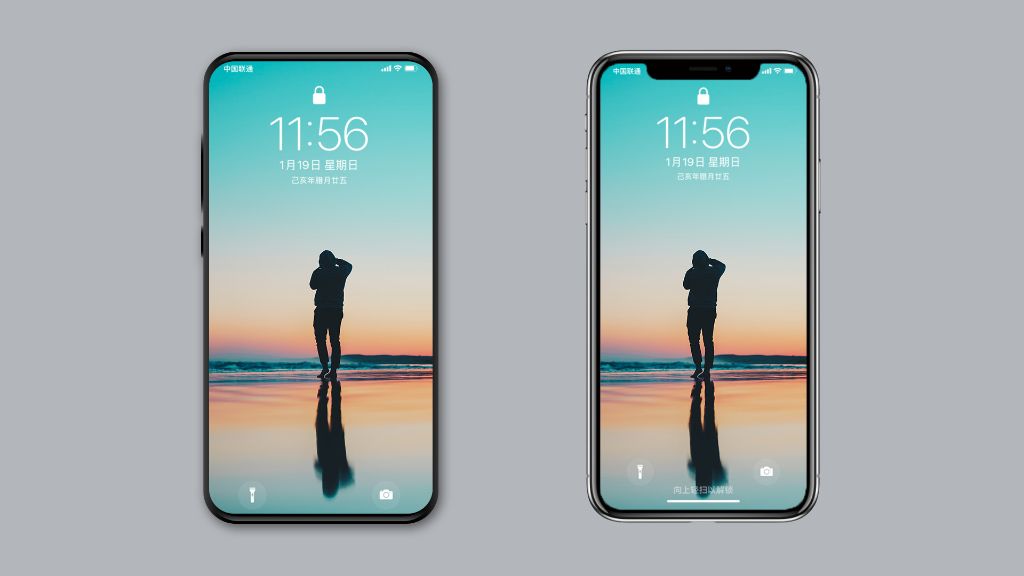 中国联通
11:56
1月19日 星期日
己亥年腊月廿五
中国联通
11:56
1月19日 星期日
己亥年腊月廿五
向上轻扫以解锁